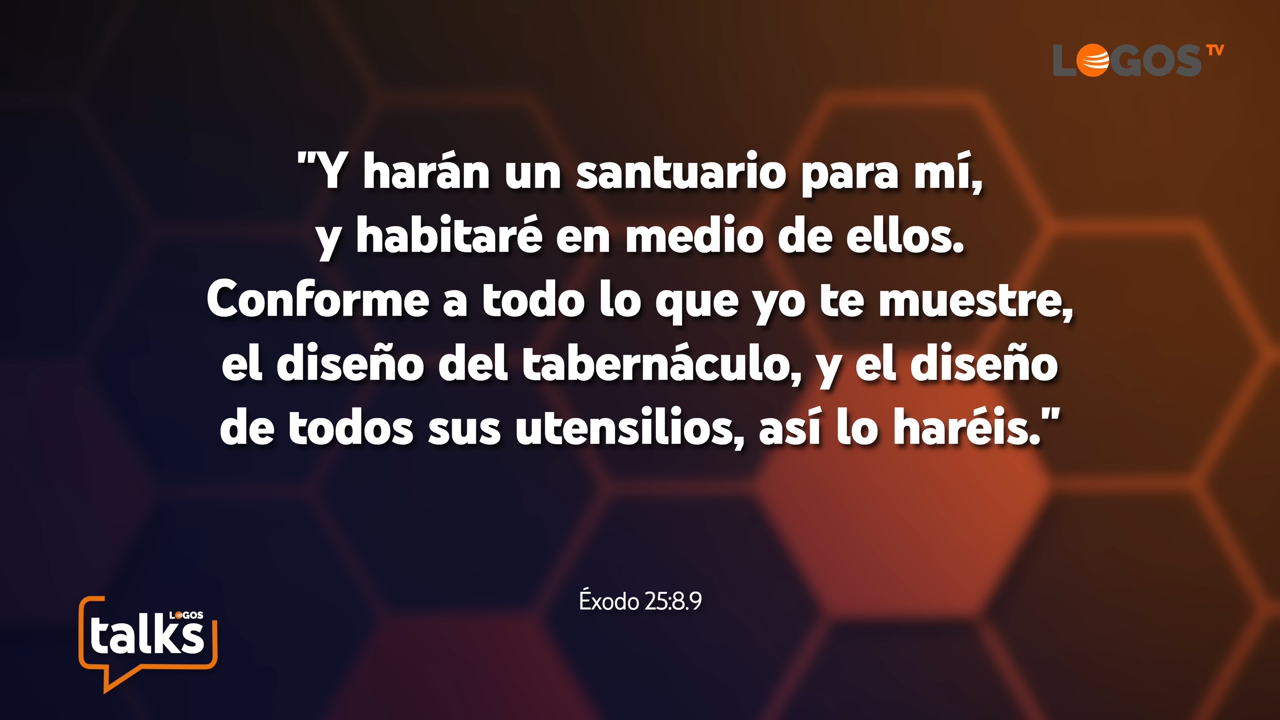 LOGOS TV
"Y harán un santuario para mí,
y habitaré en medio de ellos.
Conforme a todo lo que yo te muestre,
el diseño del tabernáculo, y el diseño
de todos sus utensilios, así lo haréis."
Éxodo 25:8.9
LOGOS
talks